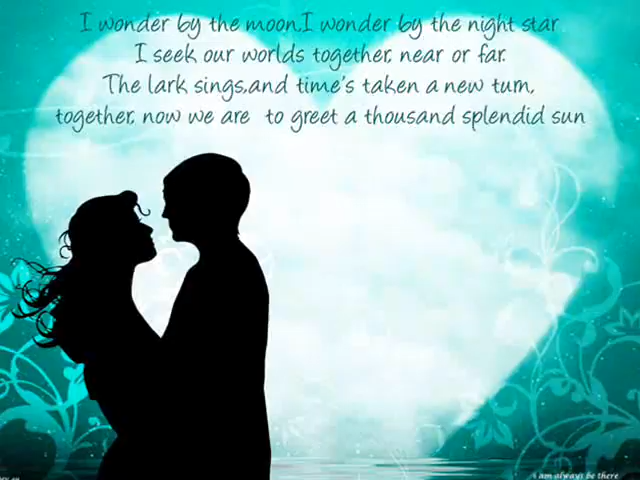 I wonder by the moon.I wonder by the night star
I seek our worlds together, near or far.
The lark sings,and time's taken a new turn,
together, now we are to greet a thousand splendid sun
i am always be there